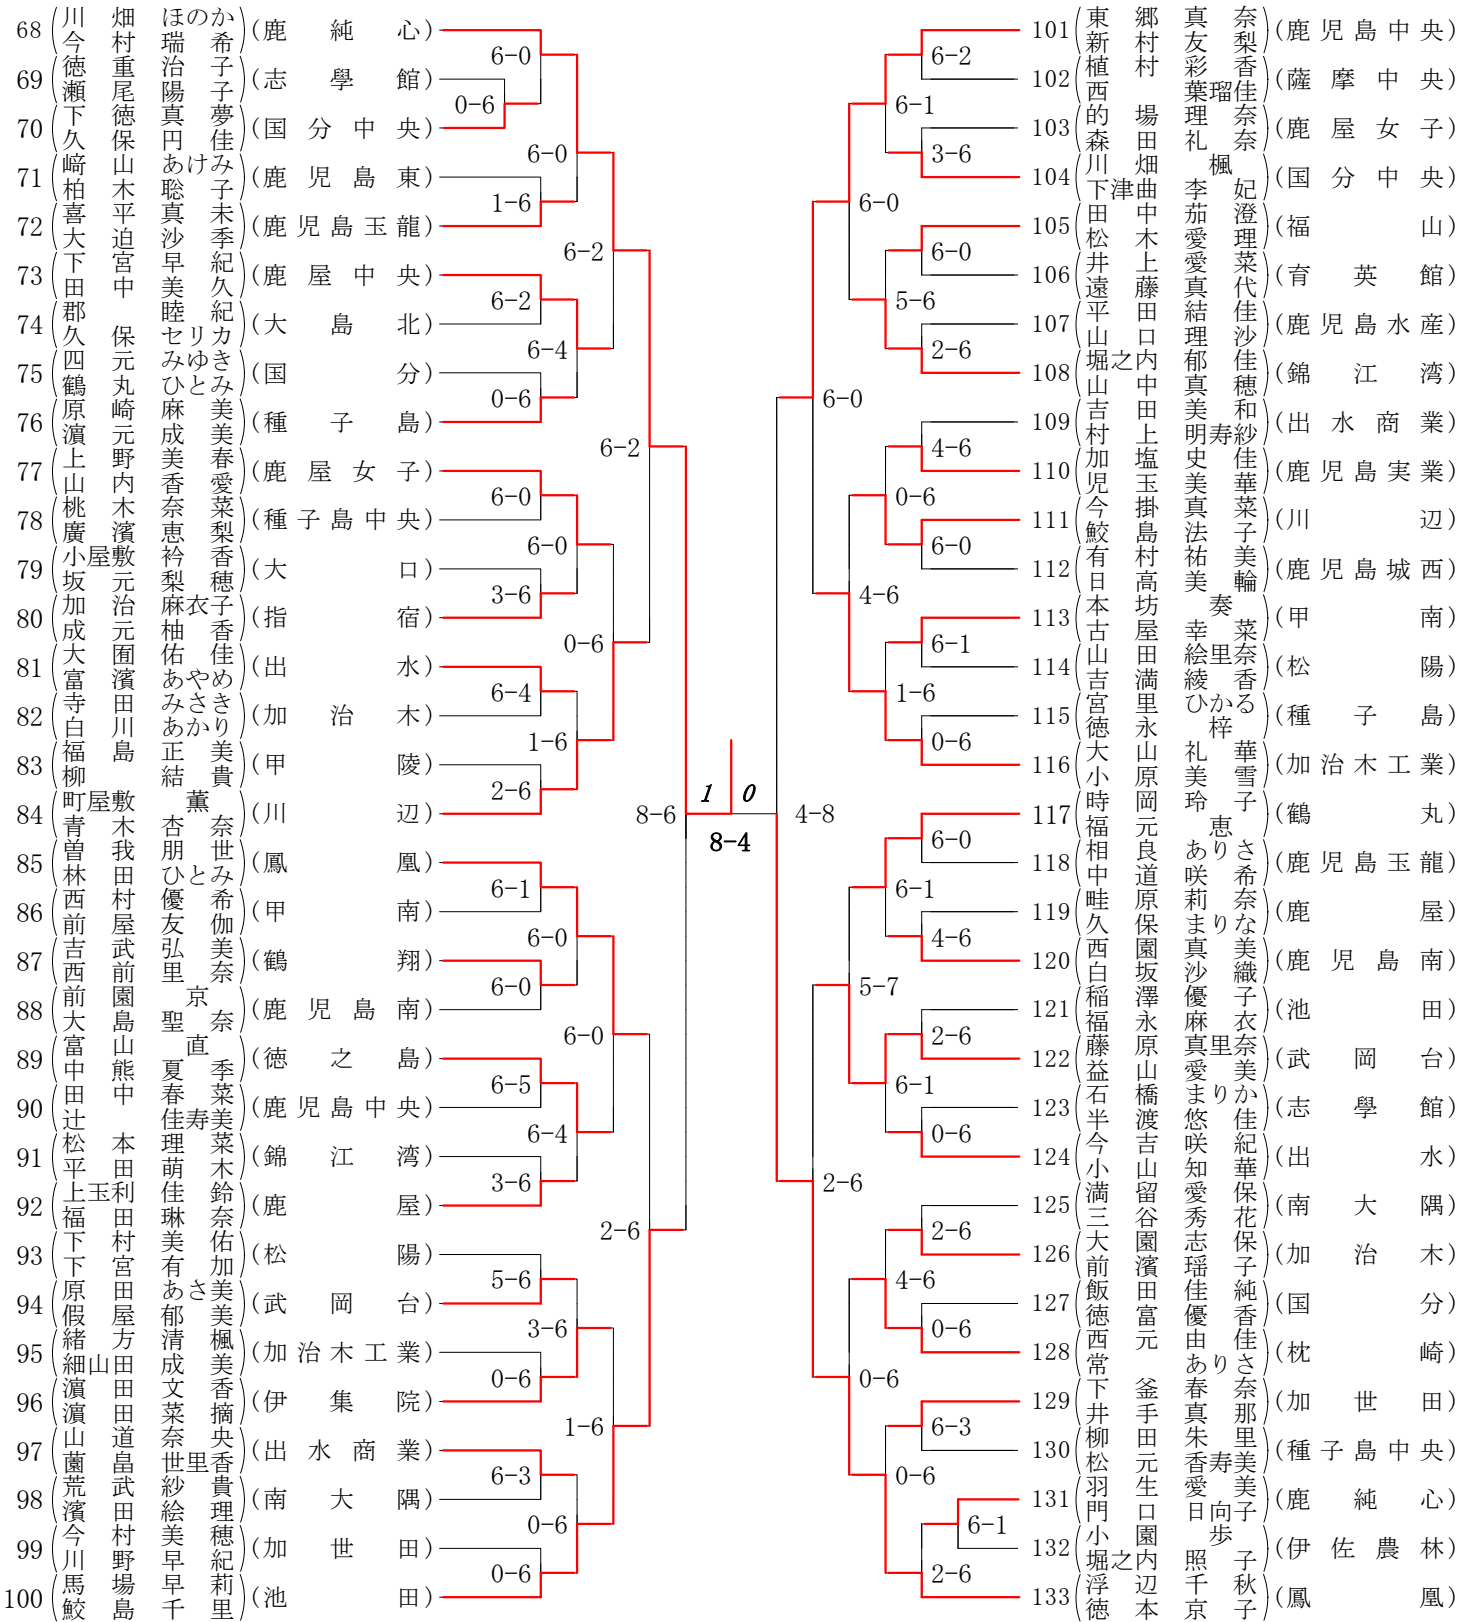 68 川畑 ほのか 今村 瑞希 (鹿純心)
69 徳重 治子 瀬尾 陽子 (志學館)
70 下徳 真夢 久保 円佳 (国分中央)
71 﨑山 あけみ 柏木 聡子 (鹿児島東)
72 喜平 真未 大迫 沙季 (鹿児島玉龍)
73 下宮 早紀 田中 美久 (鹿屋中央)
74 郡 睦紀 久保 セリカ (大島北)
75 四元 みゆき 鶴丸 ひとみ (国分)
76 原崎 麻美 濵元 成美 (種子島)
77 上野 美春 山内 香愛 (鹿屋女子)
78 桃木 奈菜 廣濱 恵梨 (種子島中央)
79 小屋敷 衿香 坂元 梨穂 (大口)
80 加治 麻衣子 成元 柚香 (指宿)
81 大囿 佑佳 富濱 あやめ (出水)
82 寺田 みさき 白川 あかり (加治木)
83 福島 正美 柳 結貴 (甲陵)
84 町屋敷 薫 青木 杏奈 (川辺)
85 曽我 朋世 林田 ひとみ (鳳凰)
86 西村 優希 前屋 友伽 (甲南)
87 吉武 弘美 西前 里奈 (鶴翔)
88 前園 京 大島 聖奈 (鹿児島南)
89 富山 直 中熊 夏季 (徳之島)
90 田中 春菜 辻 佳寿美 (鹿児島中央)
91 松本 理菜 平田 萌木 (錦江湾)
92 上玉利 佳鈴 福田 琳奈 (鹿屋)
93 下村 美佑 下宮 有加 (松陽)
94 原田 あさ美 假屋 郁美 (武岡台)
95 緒方 清楓 細山田 成美 (加治木工業)
96 濵田 文香 濵田 菜摘 (伊集院)
97 山道 奈央 薗畠 世里香 (出水商業)
98 荒武 紗貴 濱田 絵理 (南大隅)
99 今村 美穂 川野 早紀 (加世田)
100 馬場 早莉 鮫島 千里 (池田)
6-0
0-6
6-0
1-6
6-2
6-2
6-4
0-6
6-2
6-0
6-0
3-6
0-6
6-4
1-6
2-6
8-6
6-1
6-0
6-0
6-0
6-5
6-4
3-6
2-6
5-6
3-6
0-6
1-6
6-3
0-6
0-6
1 0
8-4
4-8
6-2
6-1
3-6
6-0
6-0
5-6
2-6
6-0
4-6
0-6
6-0
4-6
6-1
1-6
0-6
6-0
6-1
4-6
5-7
2-6
6-1
0-6
2-6
2-6
4-6
0-6
0-6
6-3
0-6
6-1
2-6
101 東郷 真奈 新村 友梨 (鹿児島中央)
102 植村 彩香 西 葉瑠佳 (薩摩中央)
103 的場 理奈 森田 礼奈 (鹿屋女子)
104 川畑 楓 下津曲 李妃 (国分中央)
105 田中 茄澄 松木 愛理 (福山)
106 井上 愛菜 遠藤 真代 (育英館)
107 平田 結佳 山口 理沙 (鹿児島水産)
108 堀之内 郁佳 山中 真穂 (錦江湾)
109 吉田 美和 村上 明寿紗 (出水商業)
110 加塩 史佳 児玉 美華 (鹿児島実業)
111 今掛 真菜 鮫島 法子 (川辺)
112 有村 祐美 日高 美輪 (鹿児島城西)
113 本坊 奏 古屋 幸菜 (甲南)
114 山田 絵里奈 吉満 綾香 (松陽)
115 宮里 ひかる 徳永 梓 (種子島)
116 大山 礼華 小原 美雪 (加治木工業)
117 時岡 玲子 福元 恵 (鶴丸)
118 相良 ありさ 中道 咲希 (鹿児島玉龍)
119 畦原 莉奈 久保 まりな (鹿屋)
120 西園 真美 白坂 沙織 (鹿児島南)
121 稲澤 優子 福永 麻衣 (池田)
122 藤原 真里奈 益山 愛美 (武岡台)
123 石橋 まりか 半渡 悠佳 (志學館)
124 今吉 咲紀 小山 知華 (出水)
125 満留 愛保 三谷 秀花 (南大隅)
126 大園 志保 前濱 瑶子 (加治木)
127 飯田 佳純 徳富 優香 (国分)
128 西元 由佳 常 ありさ (枕崎)
129 下釜 春奈 井手 真那 (加世田)
130 柳田 朱里 松元 香寿美 (種子島中央)
131 羽生 愛美 門口 日向子 (鹿純心)
132 小園 歩 堀之内 照子 (伊佐農林)
133 浮辺 千秋 徳本 京子 (鳳凰)